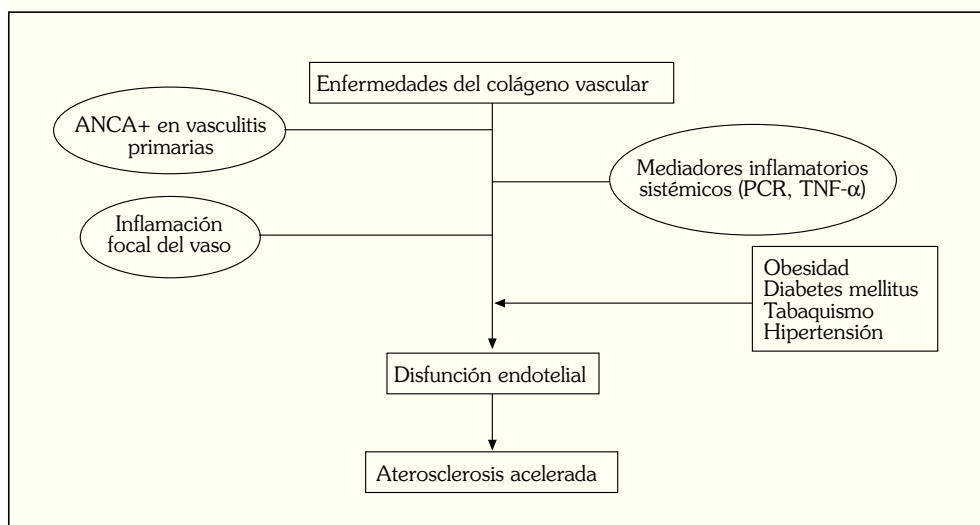 Enfermedades del colágeno vascular
ANCA+ en vasculitis
primarias
Mediadores inflamatorios
sistémicos (PCR, TNF-α)
Inflamación
focal del vaso
Obesidad
Diabetes mellitus
Tabaquismo
Hipertensión
Disfunción endotelial
Aterosclerosis acelerada